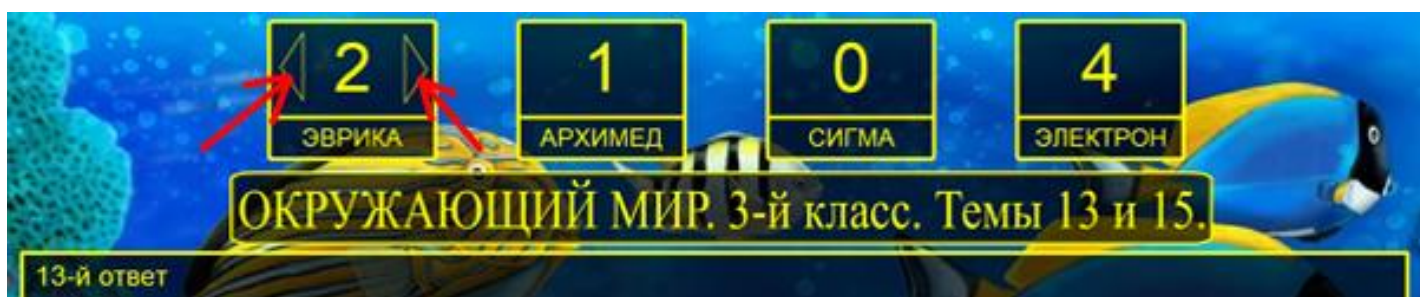 2 1 0 4
ЭВРИКА АРХИМЕД СИГМА ЭЛЕКТРОН
ОКРУЖАЮЩИЙ МИР. 3-й класс. Темы 13 и 15.
13-й ответ